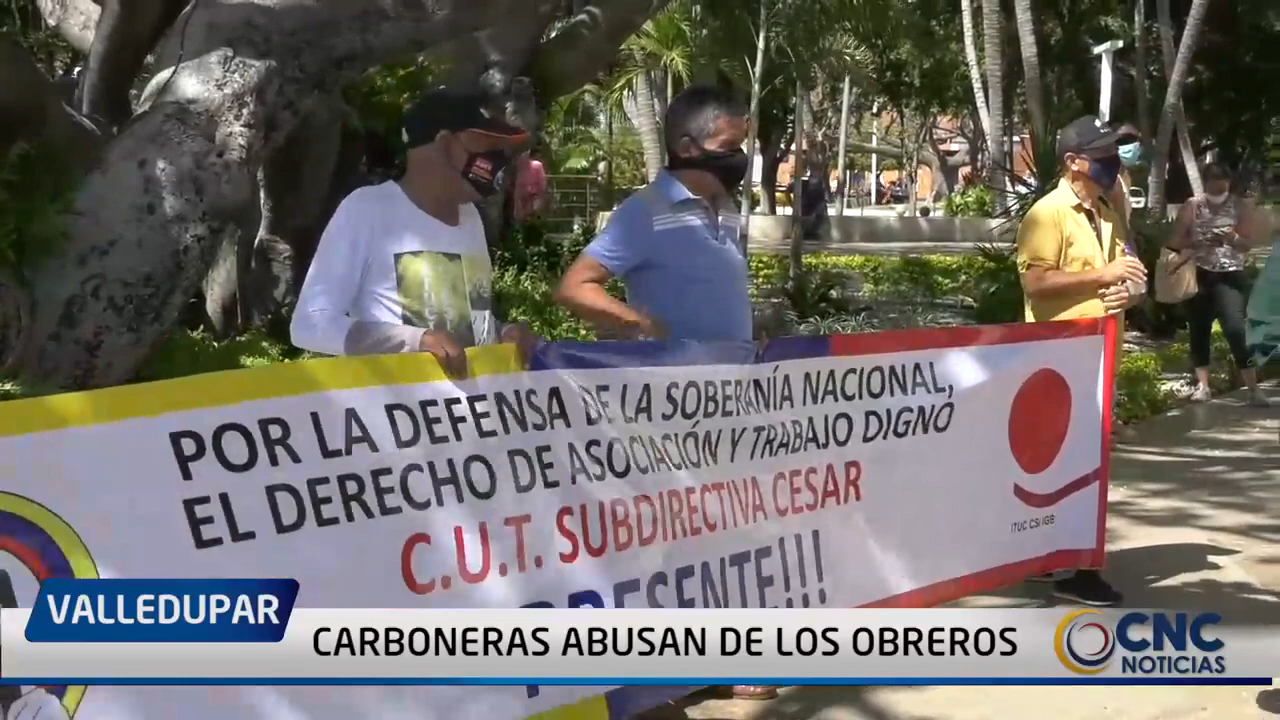 POR LA DEFENSA DE LA SOBERANÍA NACIONAL,
EL DERECHO DE ASOCIACIÓN Y TRABAJO DIGNO
C.U.T. SUBDIRECTIVA CESAR
PRESENTE!!!
ITUC CSI IGB
VALLEDUPAR
CARBONERAS ABUSAN DE LOS OBREROS
CNC
NOTICIAS